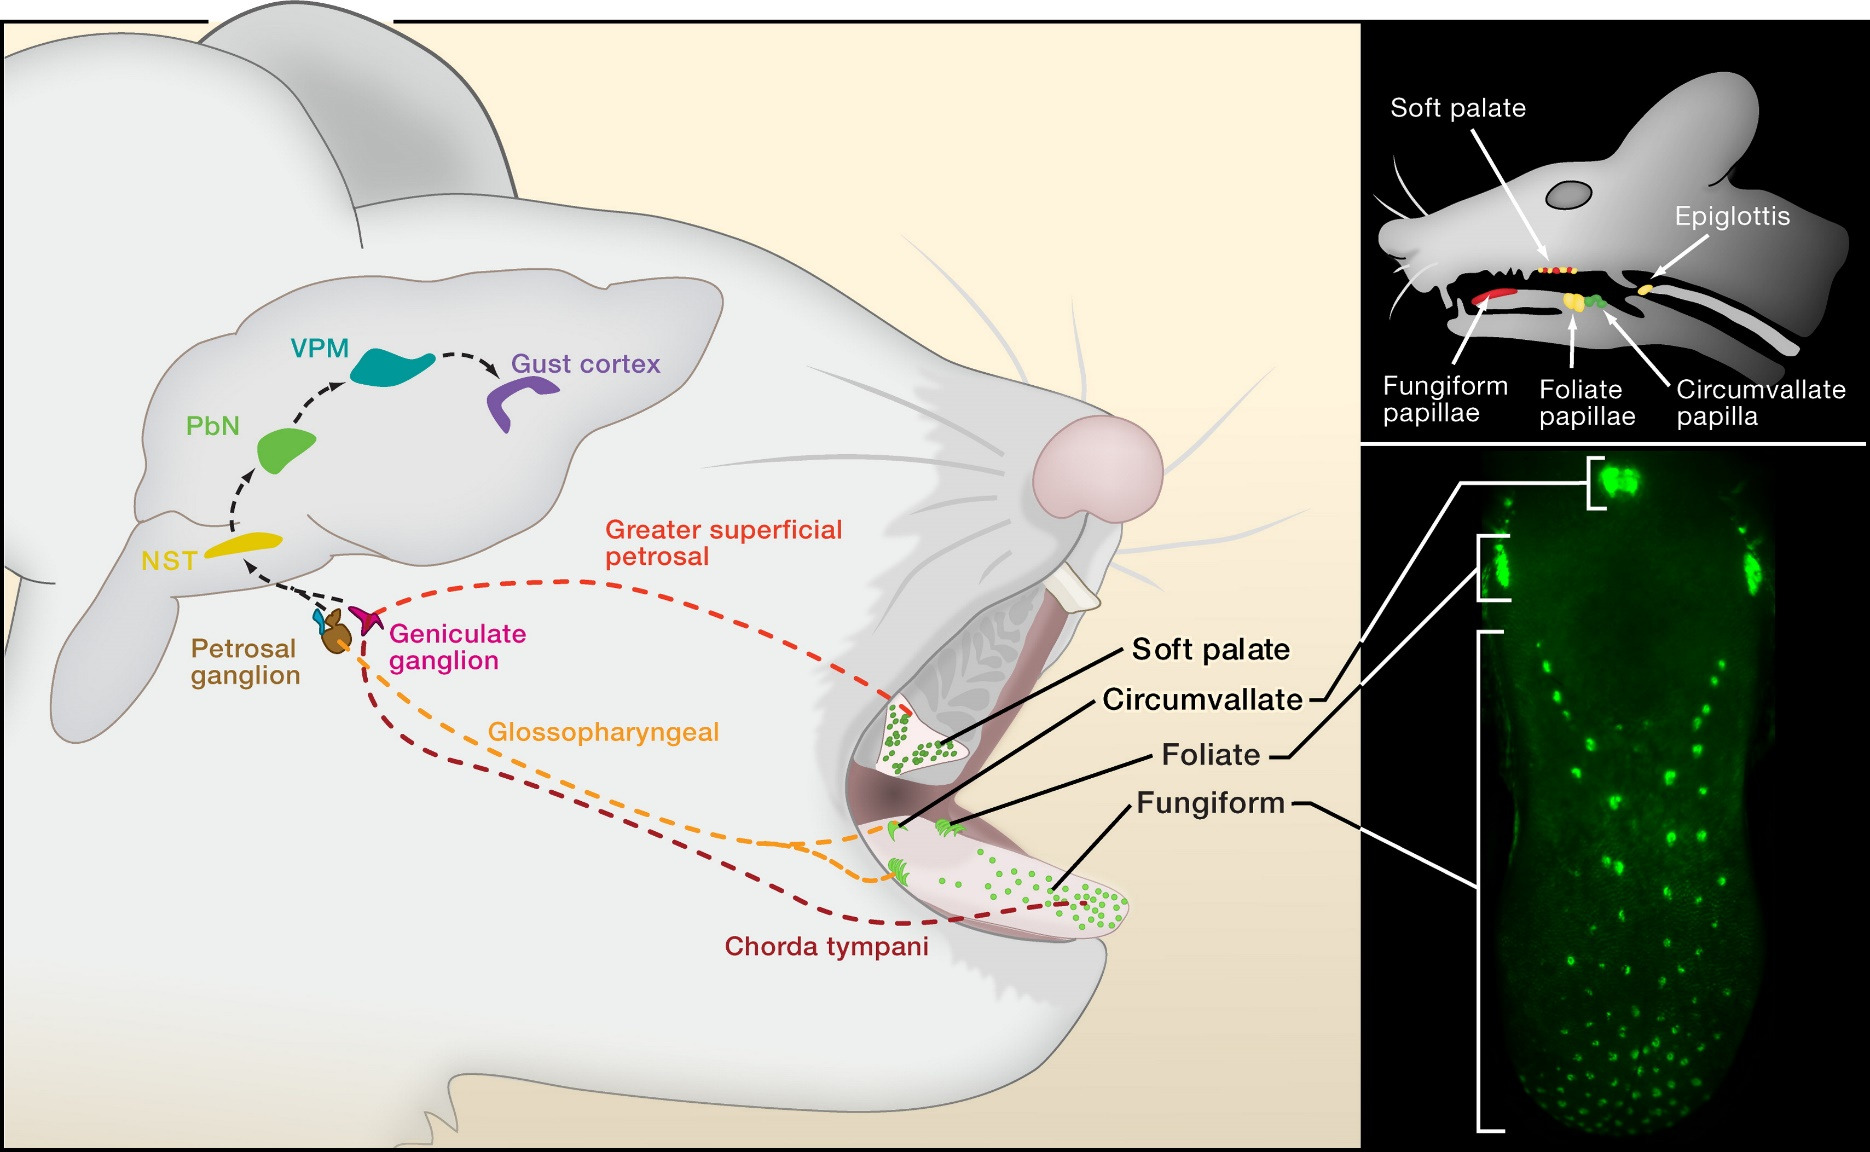 VPM
Gust cortex
PbN
NST
Greater superficial
petrosal
Petrosal
ganglion
Geniculate
ganglion
Glossopharyngeal
Chorda tympani
Soft palate
Circumvallate
Foliate
Fungiform
Soft palate
Epiglottis
Fungiform
papillae
Foliate
papillae
Circumvallate
papilla